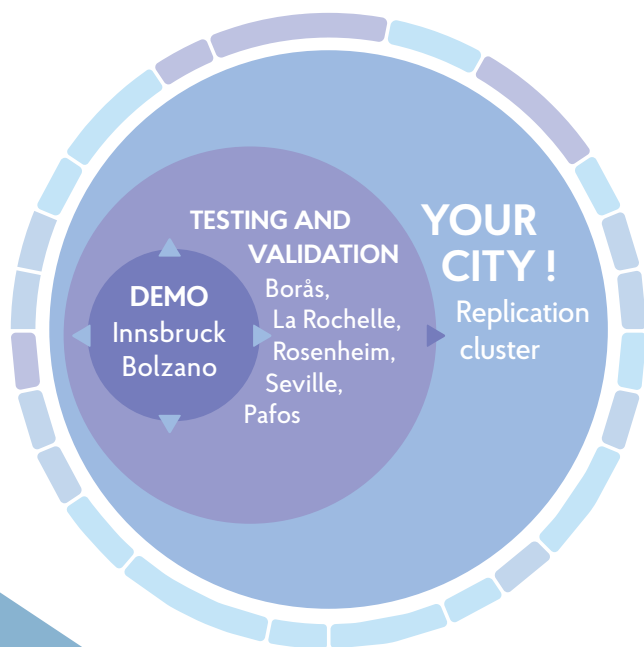 DEMO
Innsbruck
Bolzano
TESTING AND
VALIDATION
Borås,
La Rochelle,
Rosenheim,
Seville,
Pafos
YOUR
CITY !
Replication
cluster